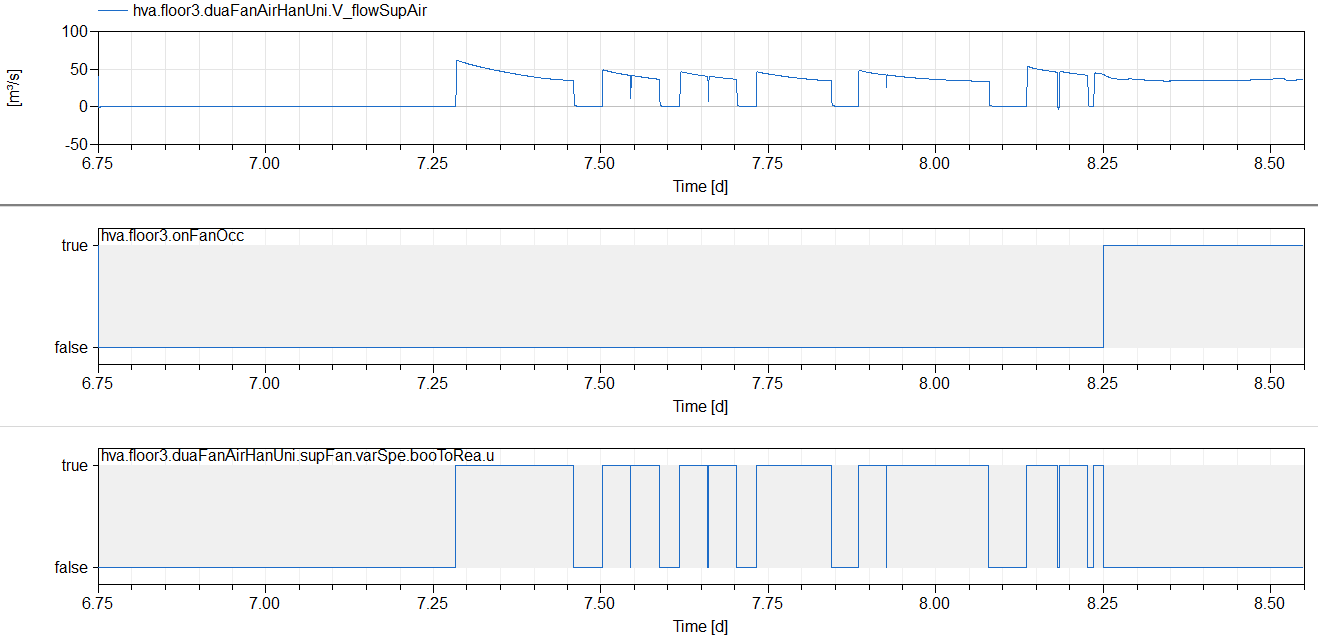 hva.floor3.duaFanAirHanUni.V_flowSupAir
100
50
0
-50
[m³/s]
6.75 7.00 7.25 7.50 7.75 8.00 8.25 8.50
Time [d]
hva.floor3.onFanOcc
true
false
6.75 7.00 7.25 7.50 7.75 8.00 8.25 8.50
Time [d]
hva.floor3.duaFanAirHanUni.supFan.varSpe.booToRea.u
true
false
6.75 7.00 7.25 7.50 7.75 8.00 8.25 8.50
Time [d]